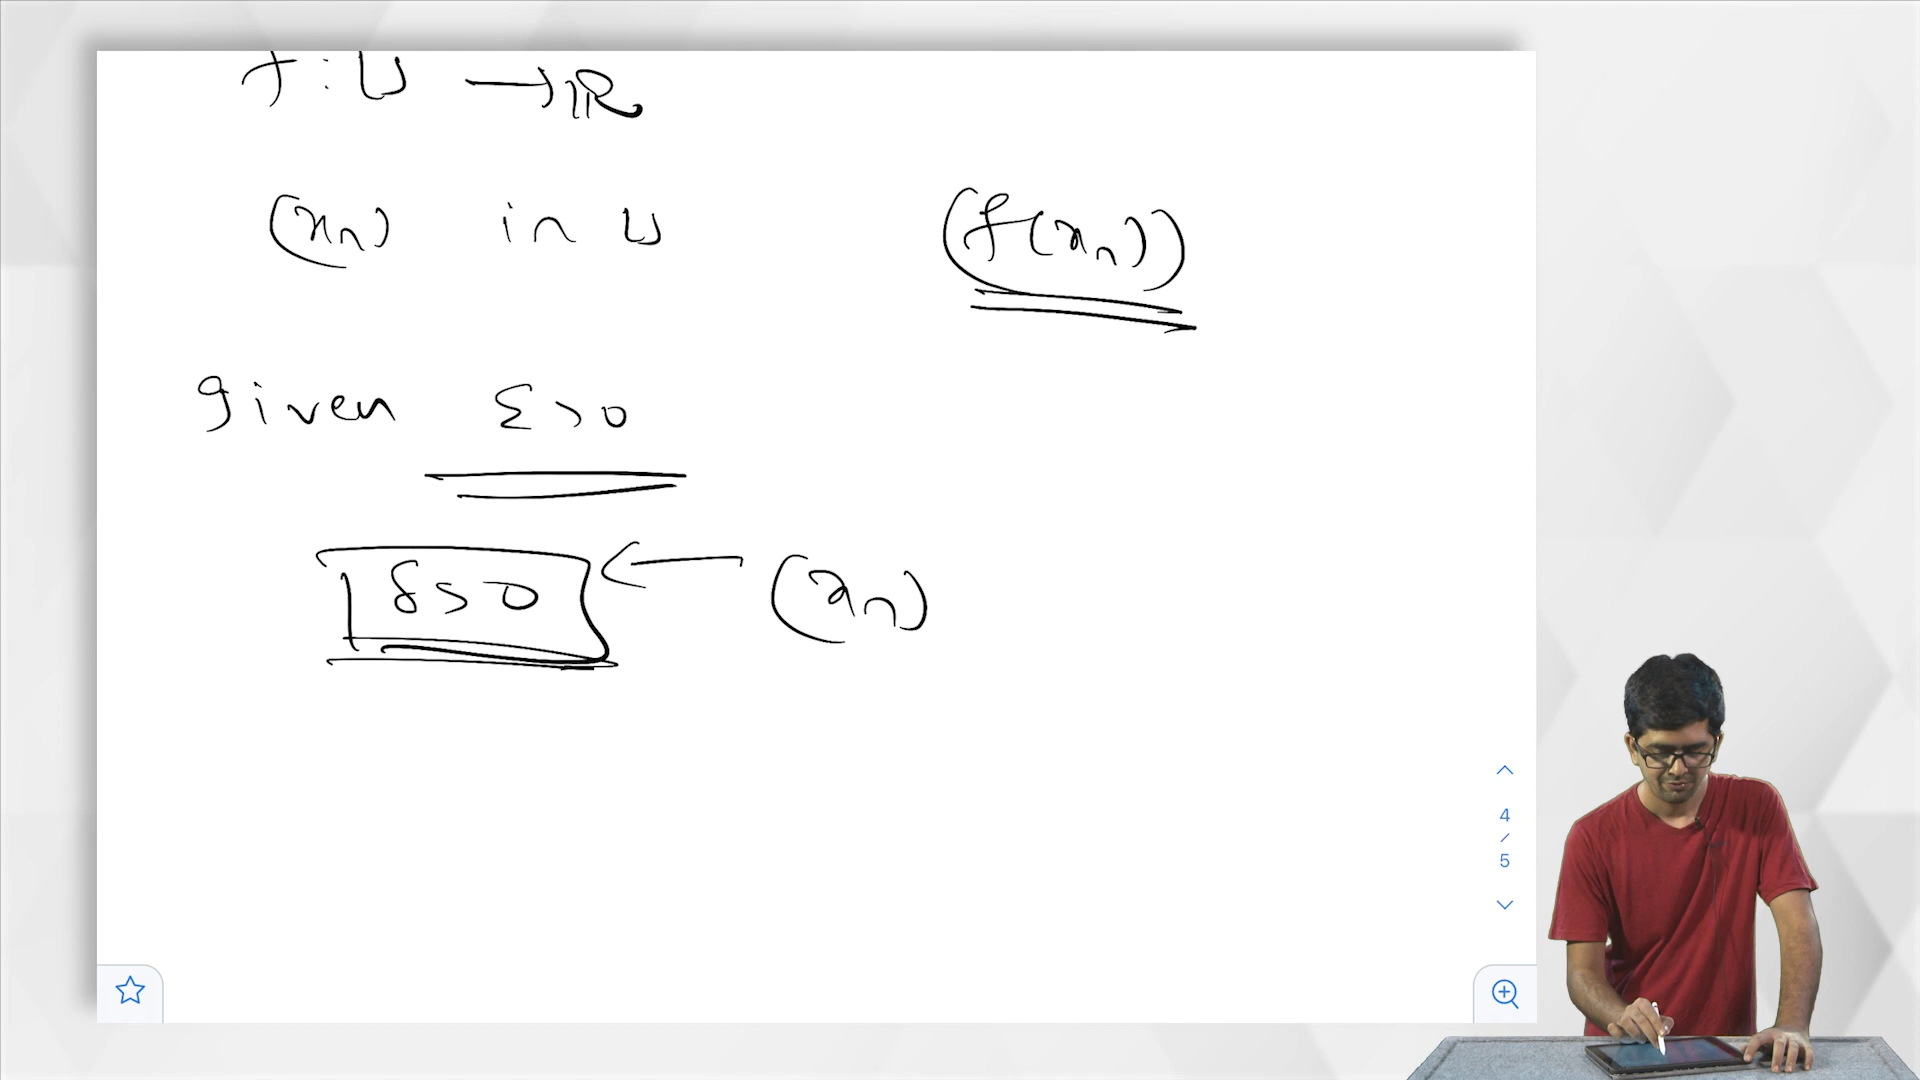 f : U → ℝ
(xₙ) in U (f(xₙ))
given ε > 0
δ > 0 ← (xₙ)
4
/
5